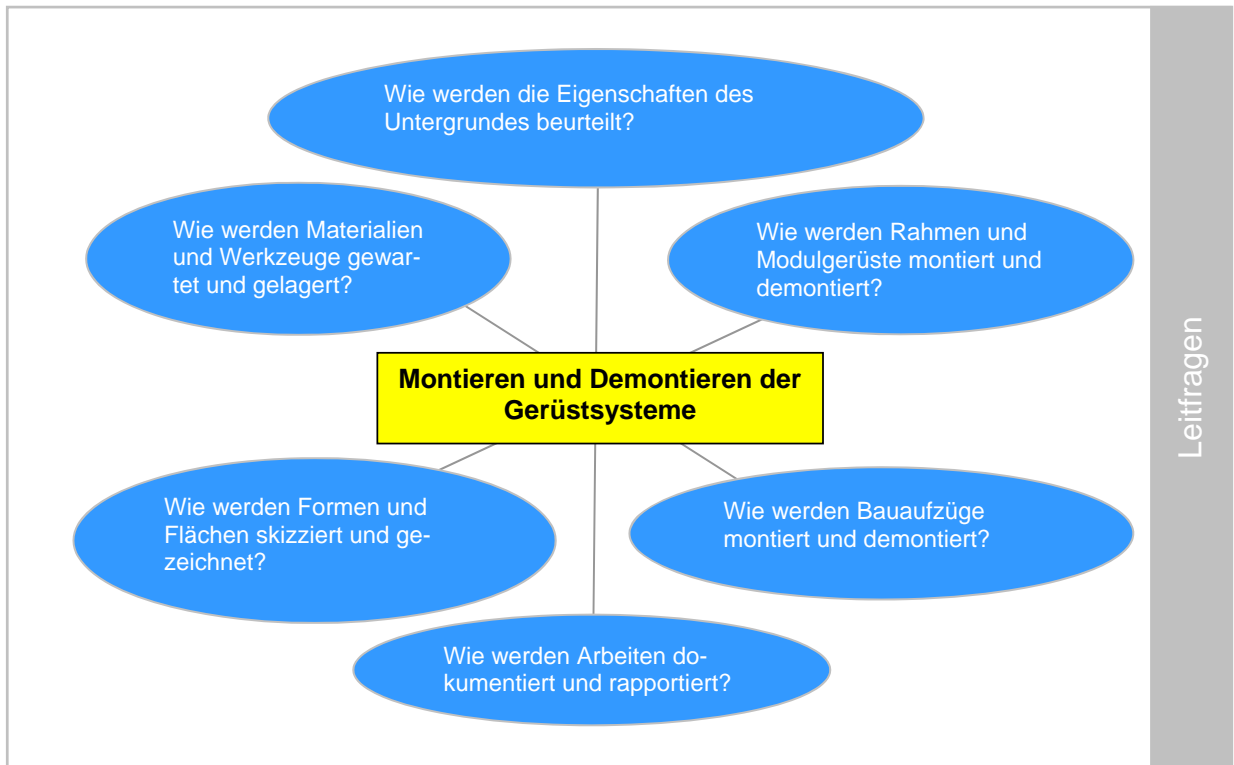 Wie werden die Eigenschaften des
Untergrundes beurteilt?
Wie werden Materialien
und Werkzeuge gewar-
tet und gelagert?
Wie werden Rahmen und
Modulgerüste montiert und
demontiert?
Montieren und Demontieren der
Gerüstsysteme
Wie werden Formen und
Flächen skizziert und ge-
zeichnet?
Wie werden Bauaufzüge
montiert und demontiert?
Wie werden Arbeiten do-
kumentiert und rapportiert?
Leitfragen